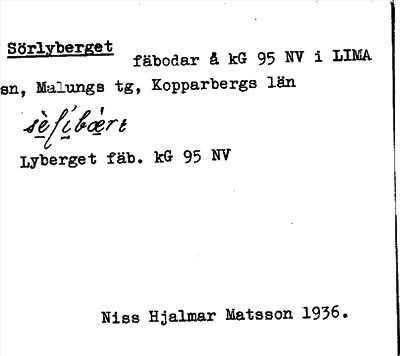 Sörlyberget fäbodar å kG 95 NV i LIMA
sn, Malungs tg, Kopparbergs län
Lyberget fäb. kG 95 NV
Niss Hjalmar Matsson 1936.